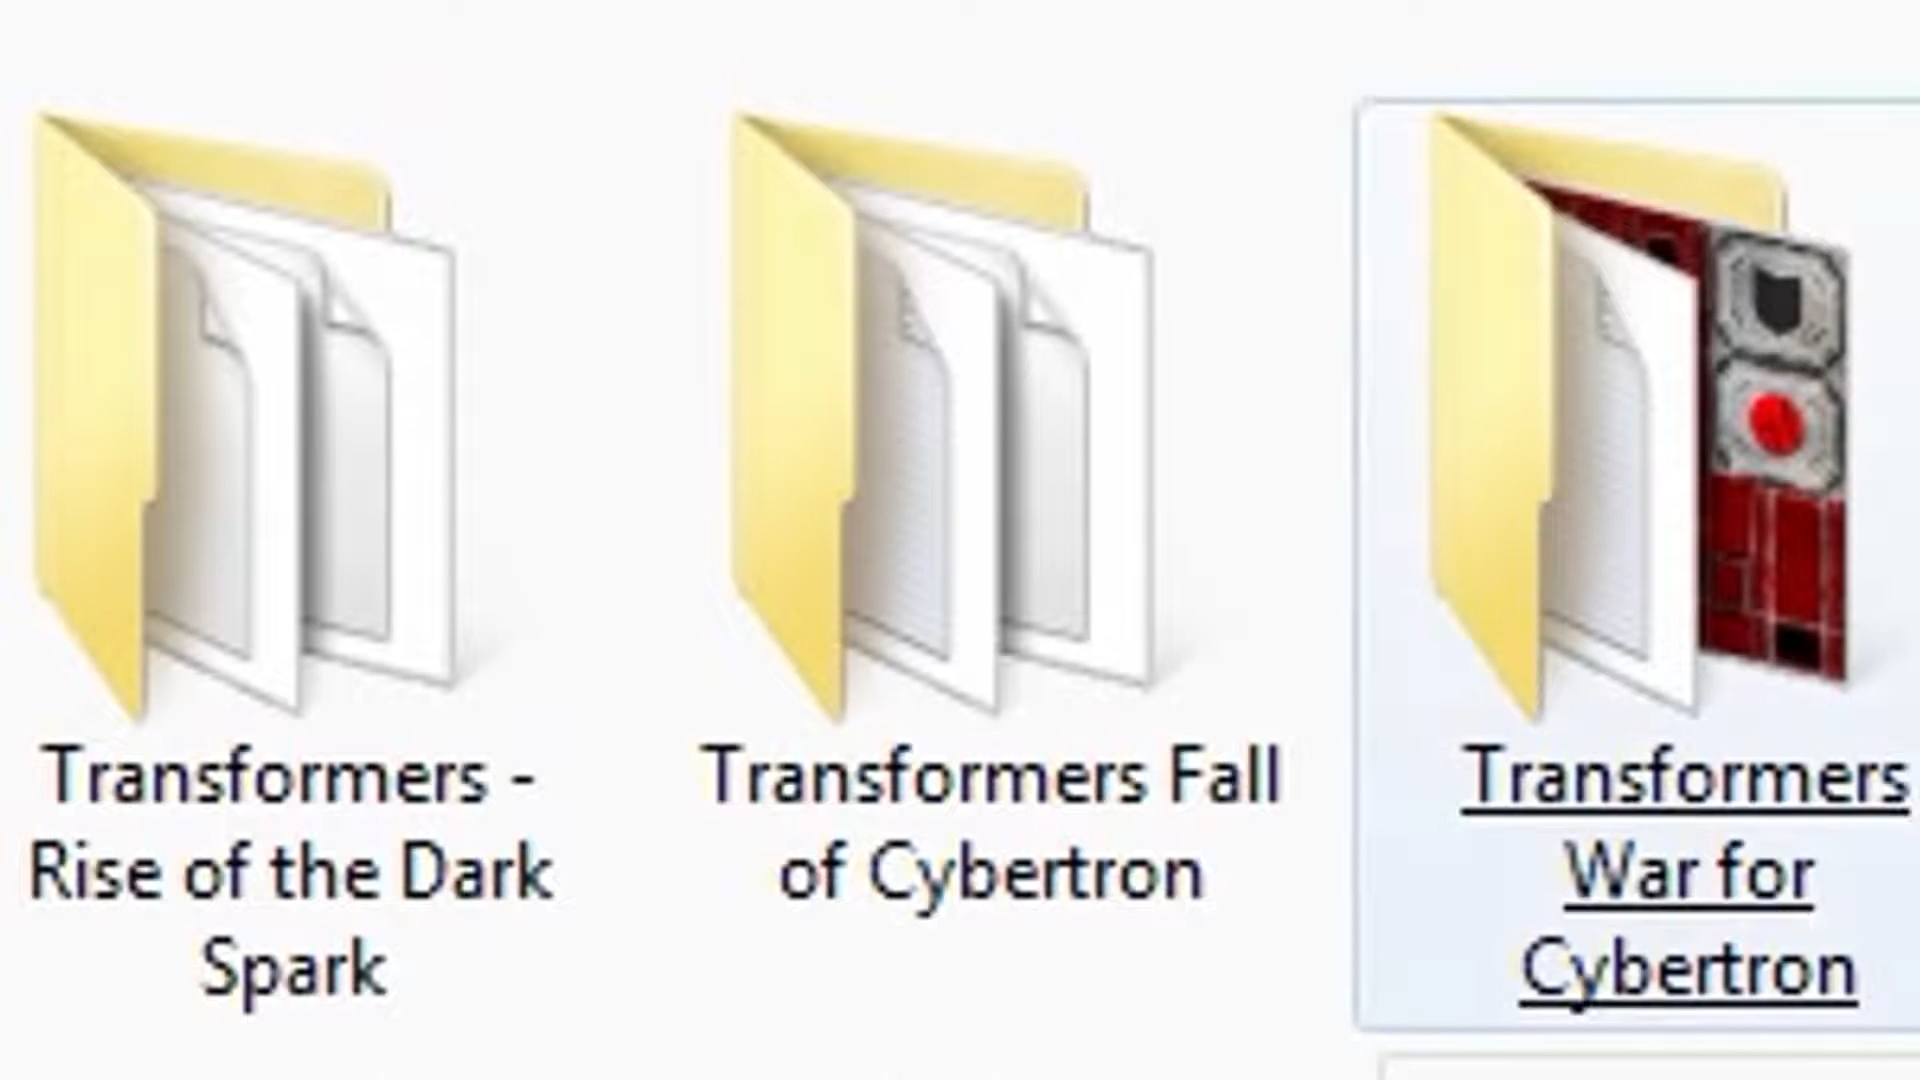 Transformers -
Rise of the Dark
Spark
Transformers Fall
of Cybertron
Transformers
War for
Cybertron